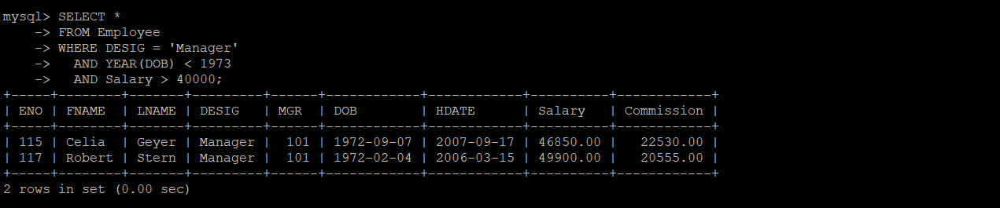 mysql> SELECT *
    -> FROM Employee
    -> WHERE DESIG = 'Manager'
    ->   AND YEAR(DOB) < 1973
    ->   AND Salary > 40000;
+-----+--------+-------+---------+------+------------+------------+----------+------------+
| ENO | FNAME  | LNAME | DESIG   | MGR  | DOB        | HDATE      | Salary   | Commission |
+-----+--------+-------+---------+------+------------+------------+----------+------------+
| 115 | Celia  | Geyer | Manager |  101 | 1972-09-07 | 2007-09-17 | 46850.00 |   22530.00 |
| 117 | Robert | Stern | Manager |  101 | 1972-02-04 | 2006-03-15 | 49900.00 |   20555.00 |
+-----+--------+-------+---------+------+------------+------------+----------+------------+
2 rows in set (0.00 sec)